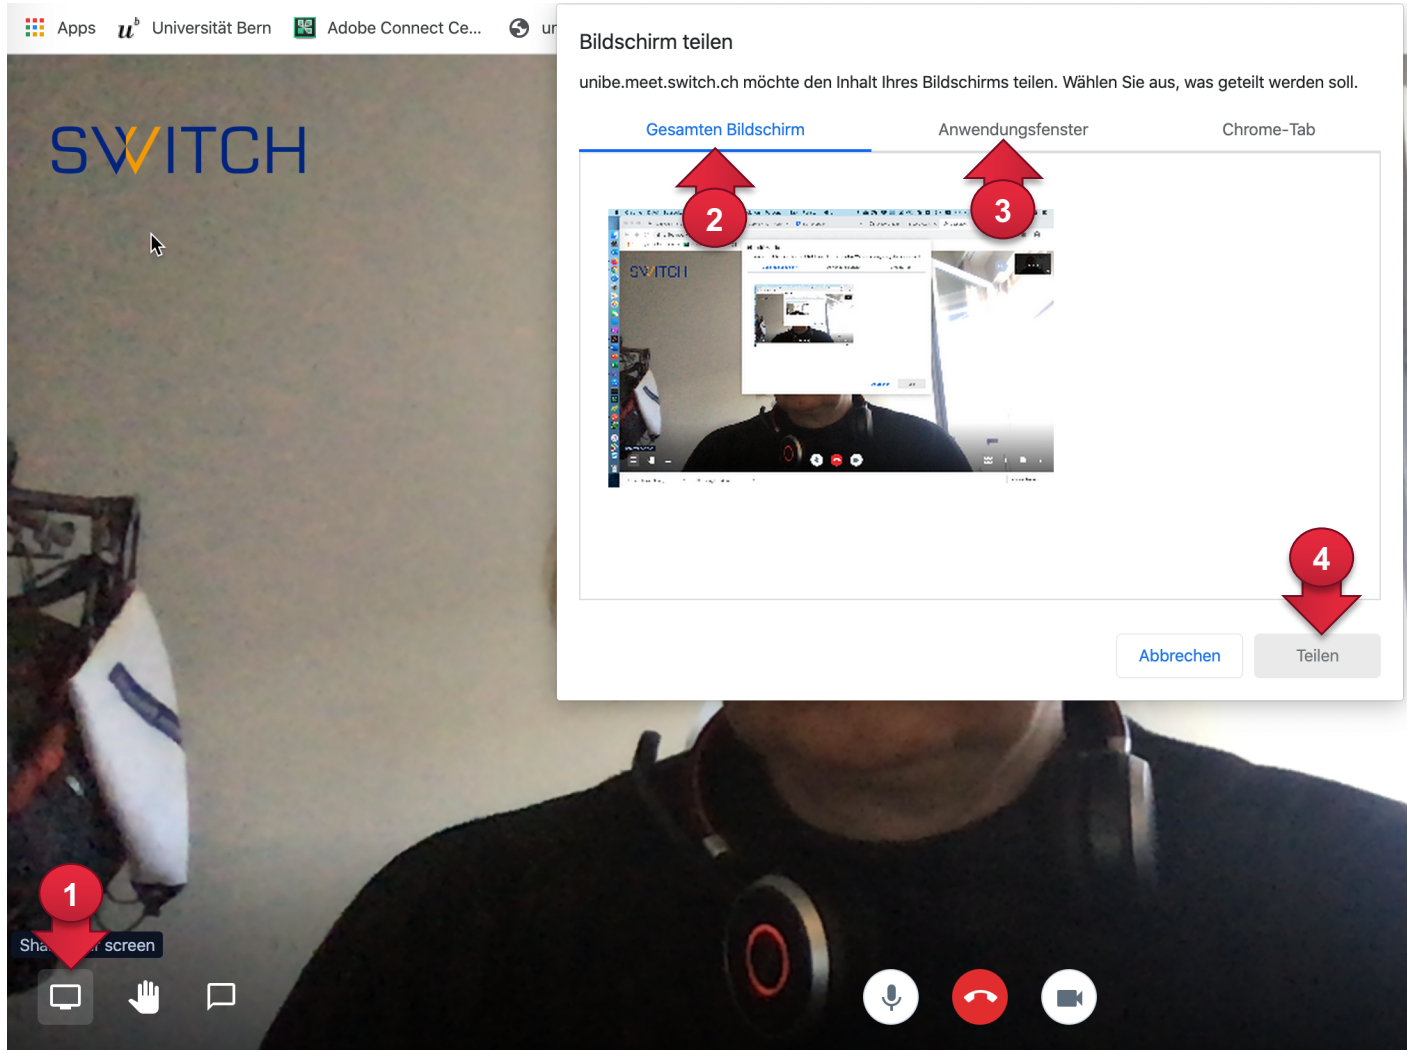 Apps
u^b Universität Bern
Adobe Connect Ce...
Bildschirm teilen
unibe.meet.switch.ch möchte den Inhalt Ihres Bildschirms teilen. Wählen Sie aus, was geteilt werden soll.
Gesamten Bildschirm
Anwendungsfenster
Chrome-Tab
SWITCH
2
3
SWITCH
4
Abbrechen
Teilen
1
screen